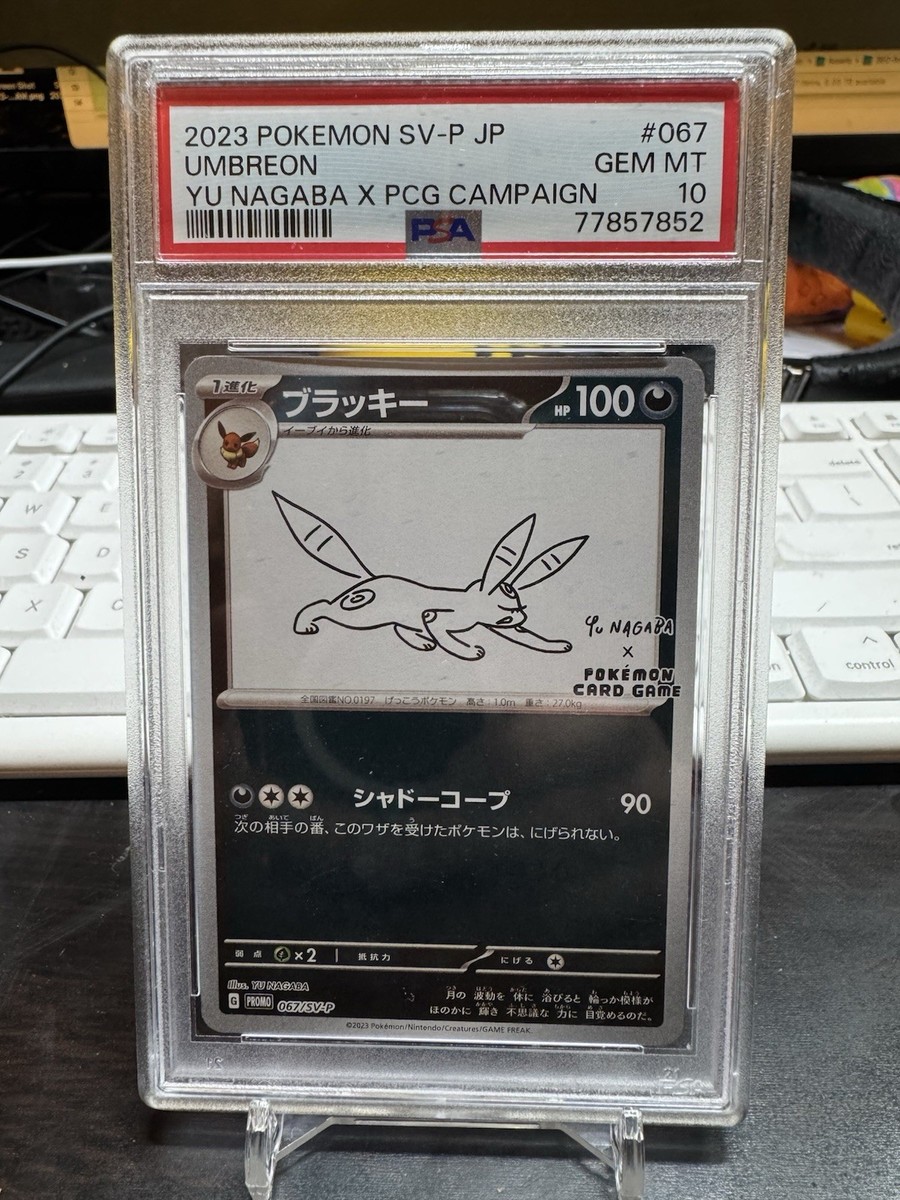 2023 POKEMON SV-P JP #067
UMBREON GEM MT
YU NAGABA X PCG CAMPAIGN 10
PSA 77857852
1進化 ブラッキー HP 100
イーブイから進化
Yu NAGABA
×
POKÉMON
CARD GAME
全国図鑑NO.0197 げっこうポケモン 高さ:1.0m 重さ:27.0kg
シャドークープ 90
次の相手の番、このワザを受けたポケモンは、にげられない。
弱点 ×2 抵抗力 にげる
Illus. YU NAGABA
G PROMO 067/SV-P
月の波動を体に浴びると輪っか模様が
ほのかに輝き不思議な力に目覚めるのだ。
©2023 Pokémon/Nintendo/Creatures/GAME FREAK.
W E
S D
X C
delete
control